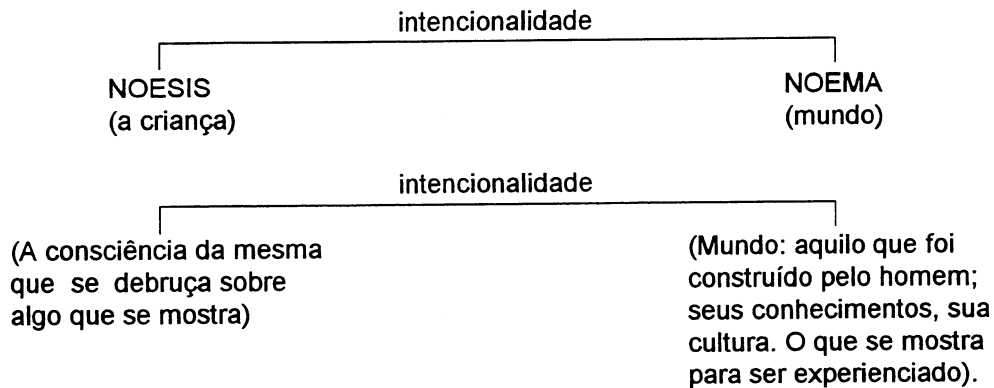 intencionalidade
NOESIS
(a criança)
NOEMA
(mundo)
intencionalidade
(A consciência da mesma
que se debruça sobre
algo que se mostra)
(Mundo: aquilo que foi
construído pelo homem;
seus conhecimentos, sua
cultura. O que se mostra
para ser experienciado).